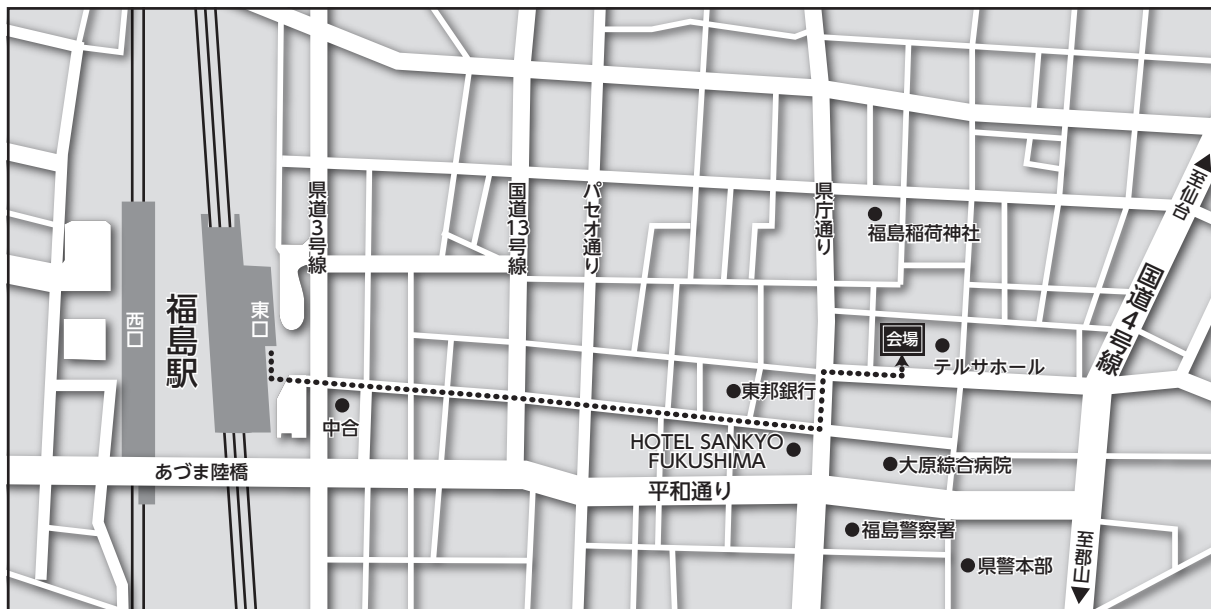 県道3号線
国道13号線
パセオ通り
県庁通り
至仙台
福島稲荷神社
国道4号線
西口
福島駅
東口
会場
テルサホール
東邦銀行
中合
HOTEL SANKYO
FUKUSHIMA
大原綜合病院
あづま陸橋
平和通り
福島警察署
県警本部
至郡山